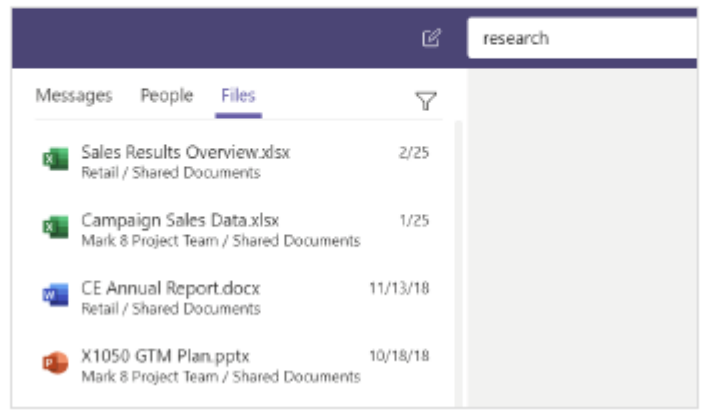 research
Messages People Files
Sales Results Overview.xlsx 2/25
Retail / Shared Documents
Campaign Sales Data.xlsx 1/25
Mark 8 Project Team / Shared Documents
CE Annual Report.docx 11/13/18
Retail / Shared Documents
X1050 GTM Plan.pptx 10/18/18
Mark 8 Project Team / Shared Documents